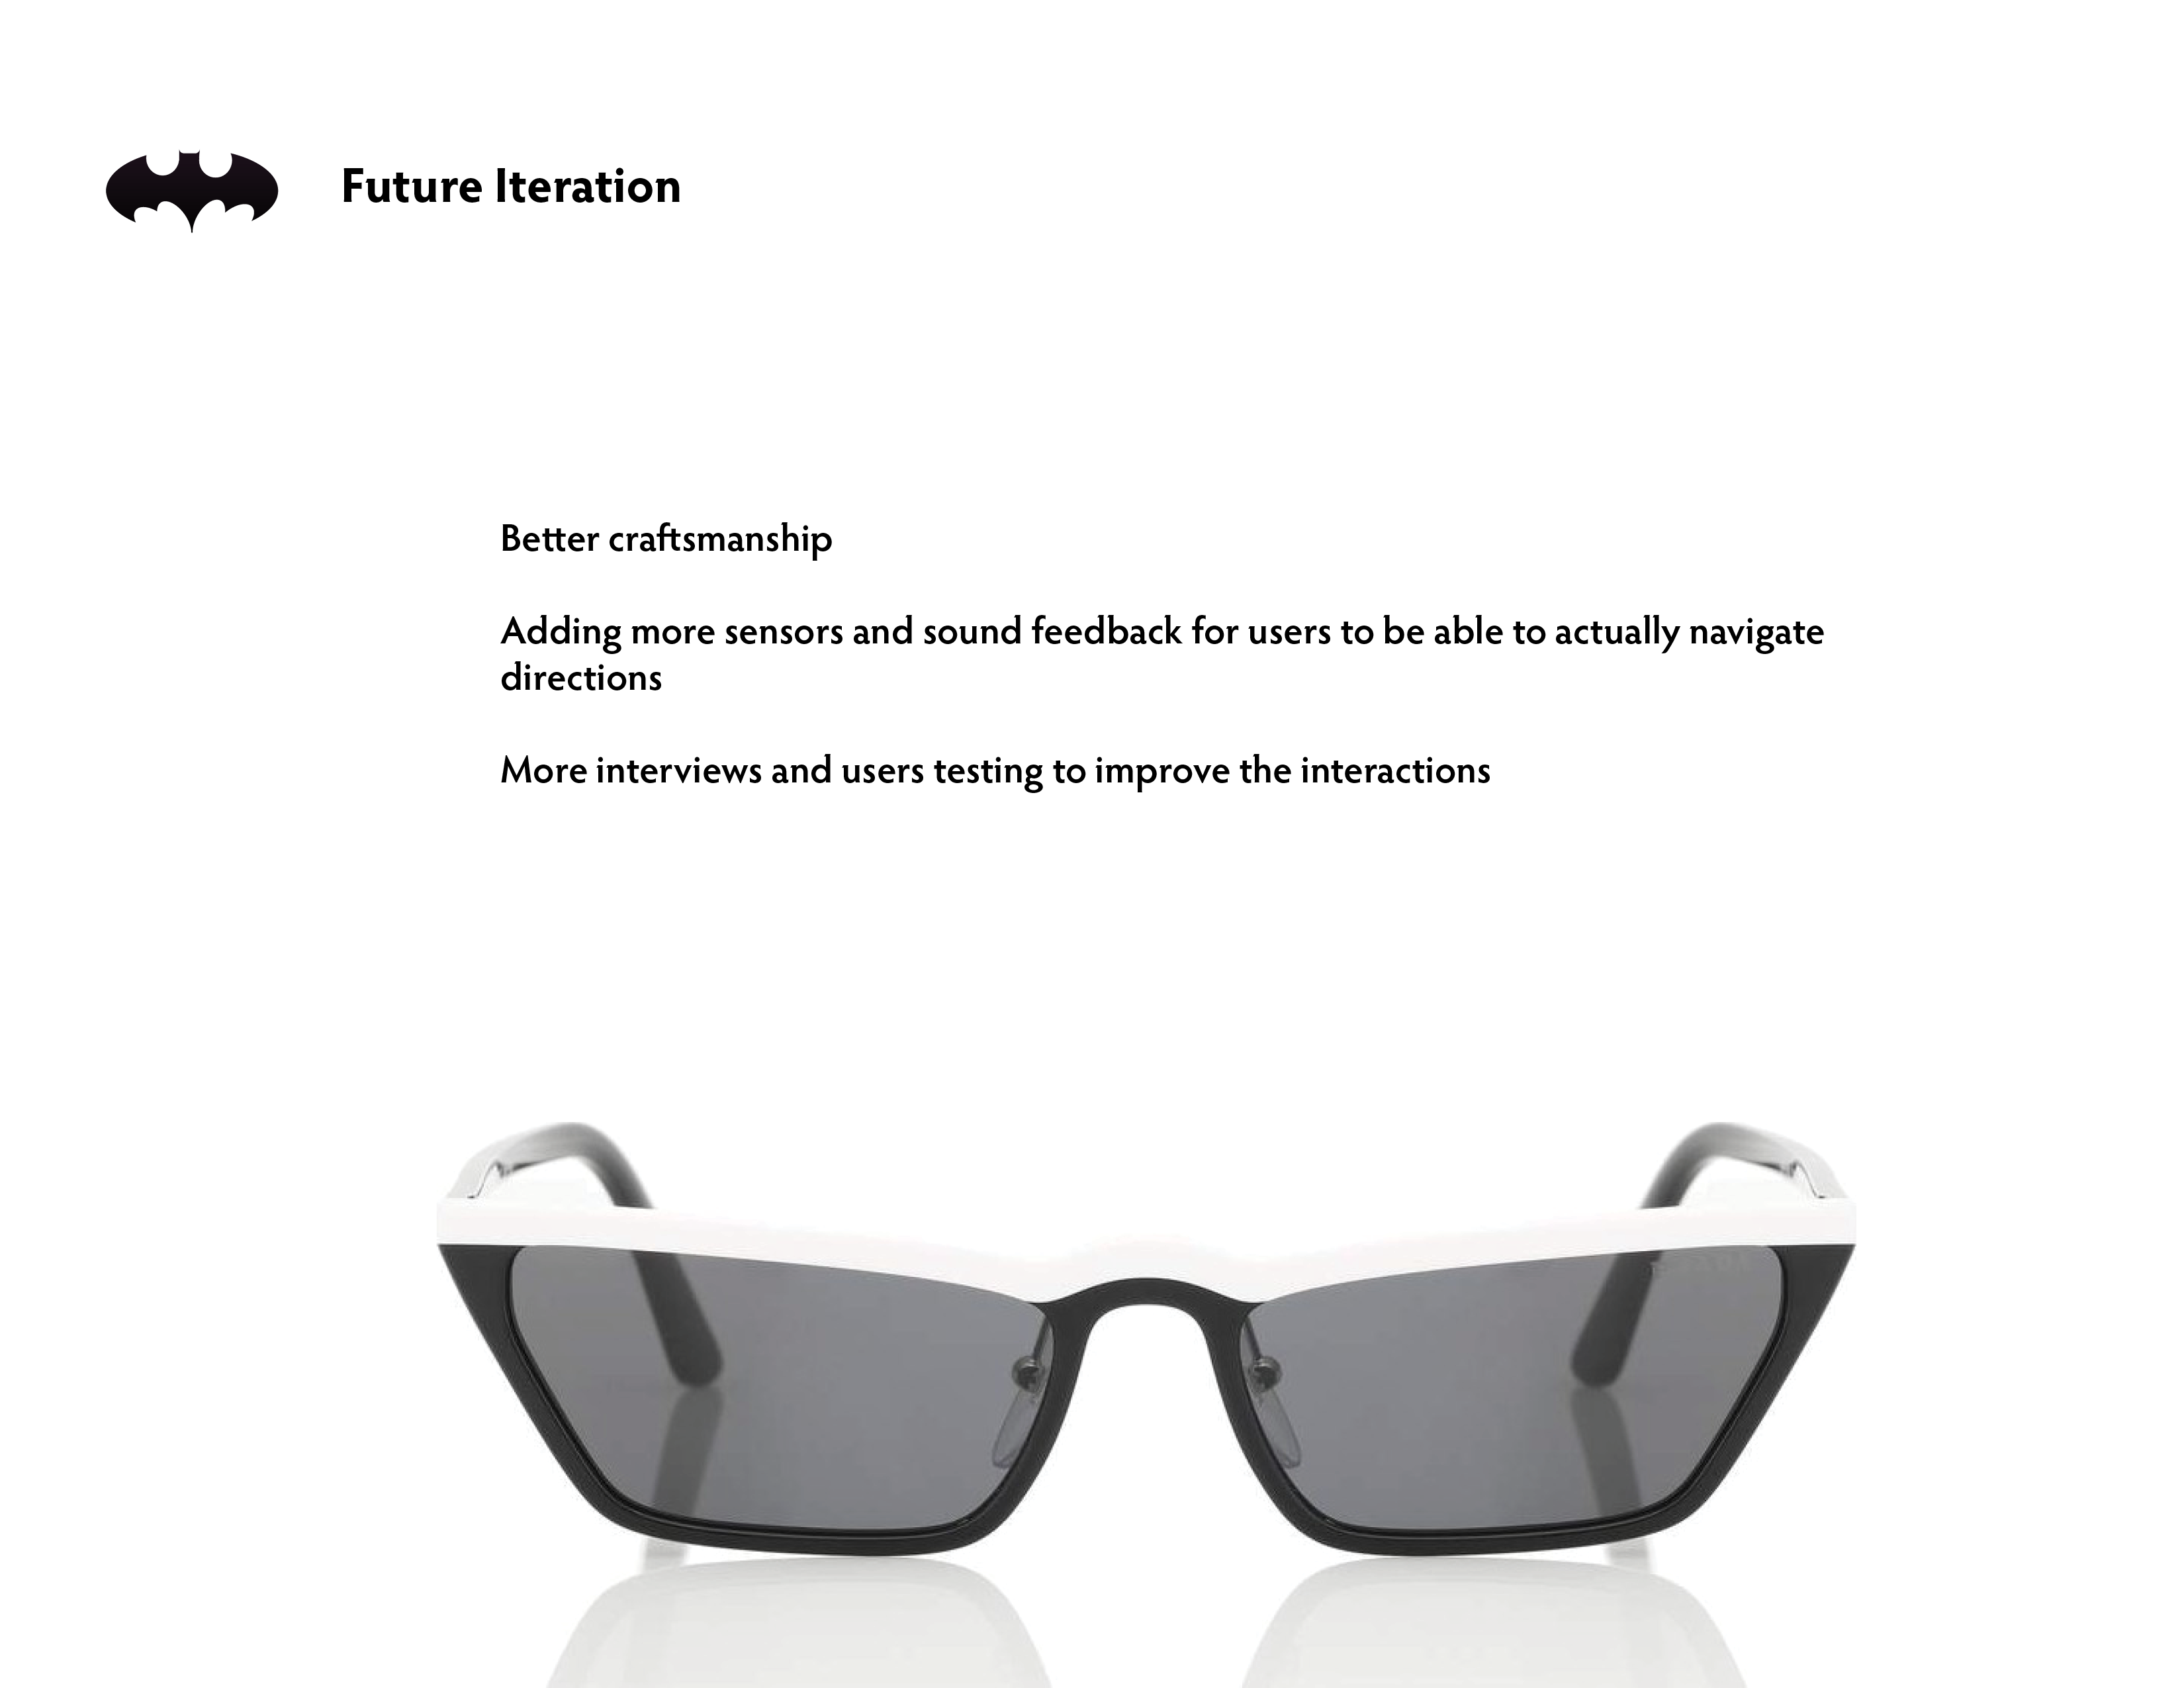 Future Iteration
Better craftsmanship
Adding more sensors and sound feedback for users to be able to actually navigate
directions
More interviews and users testing to improve the interactions